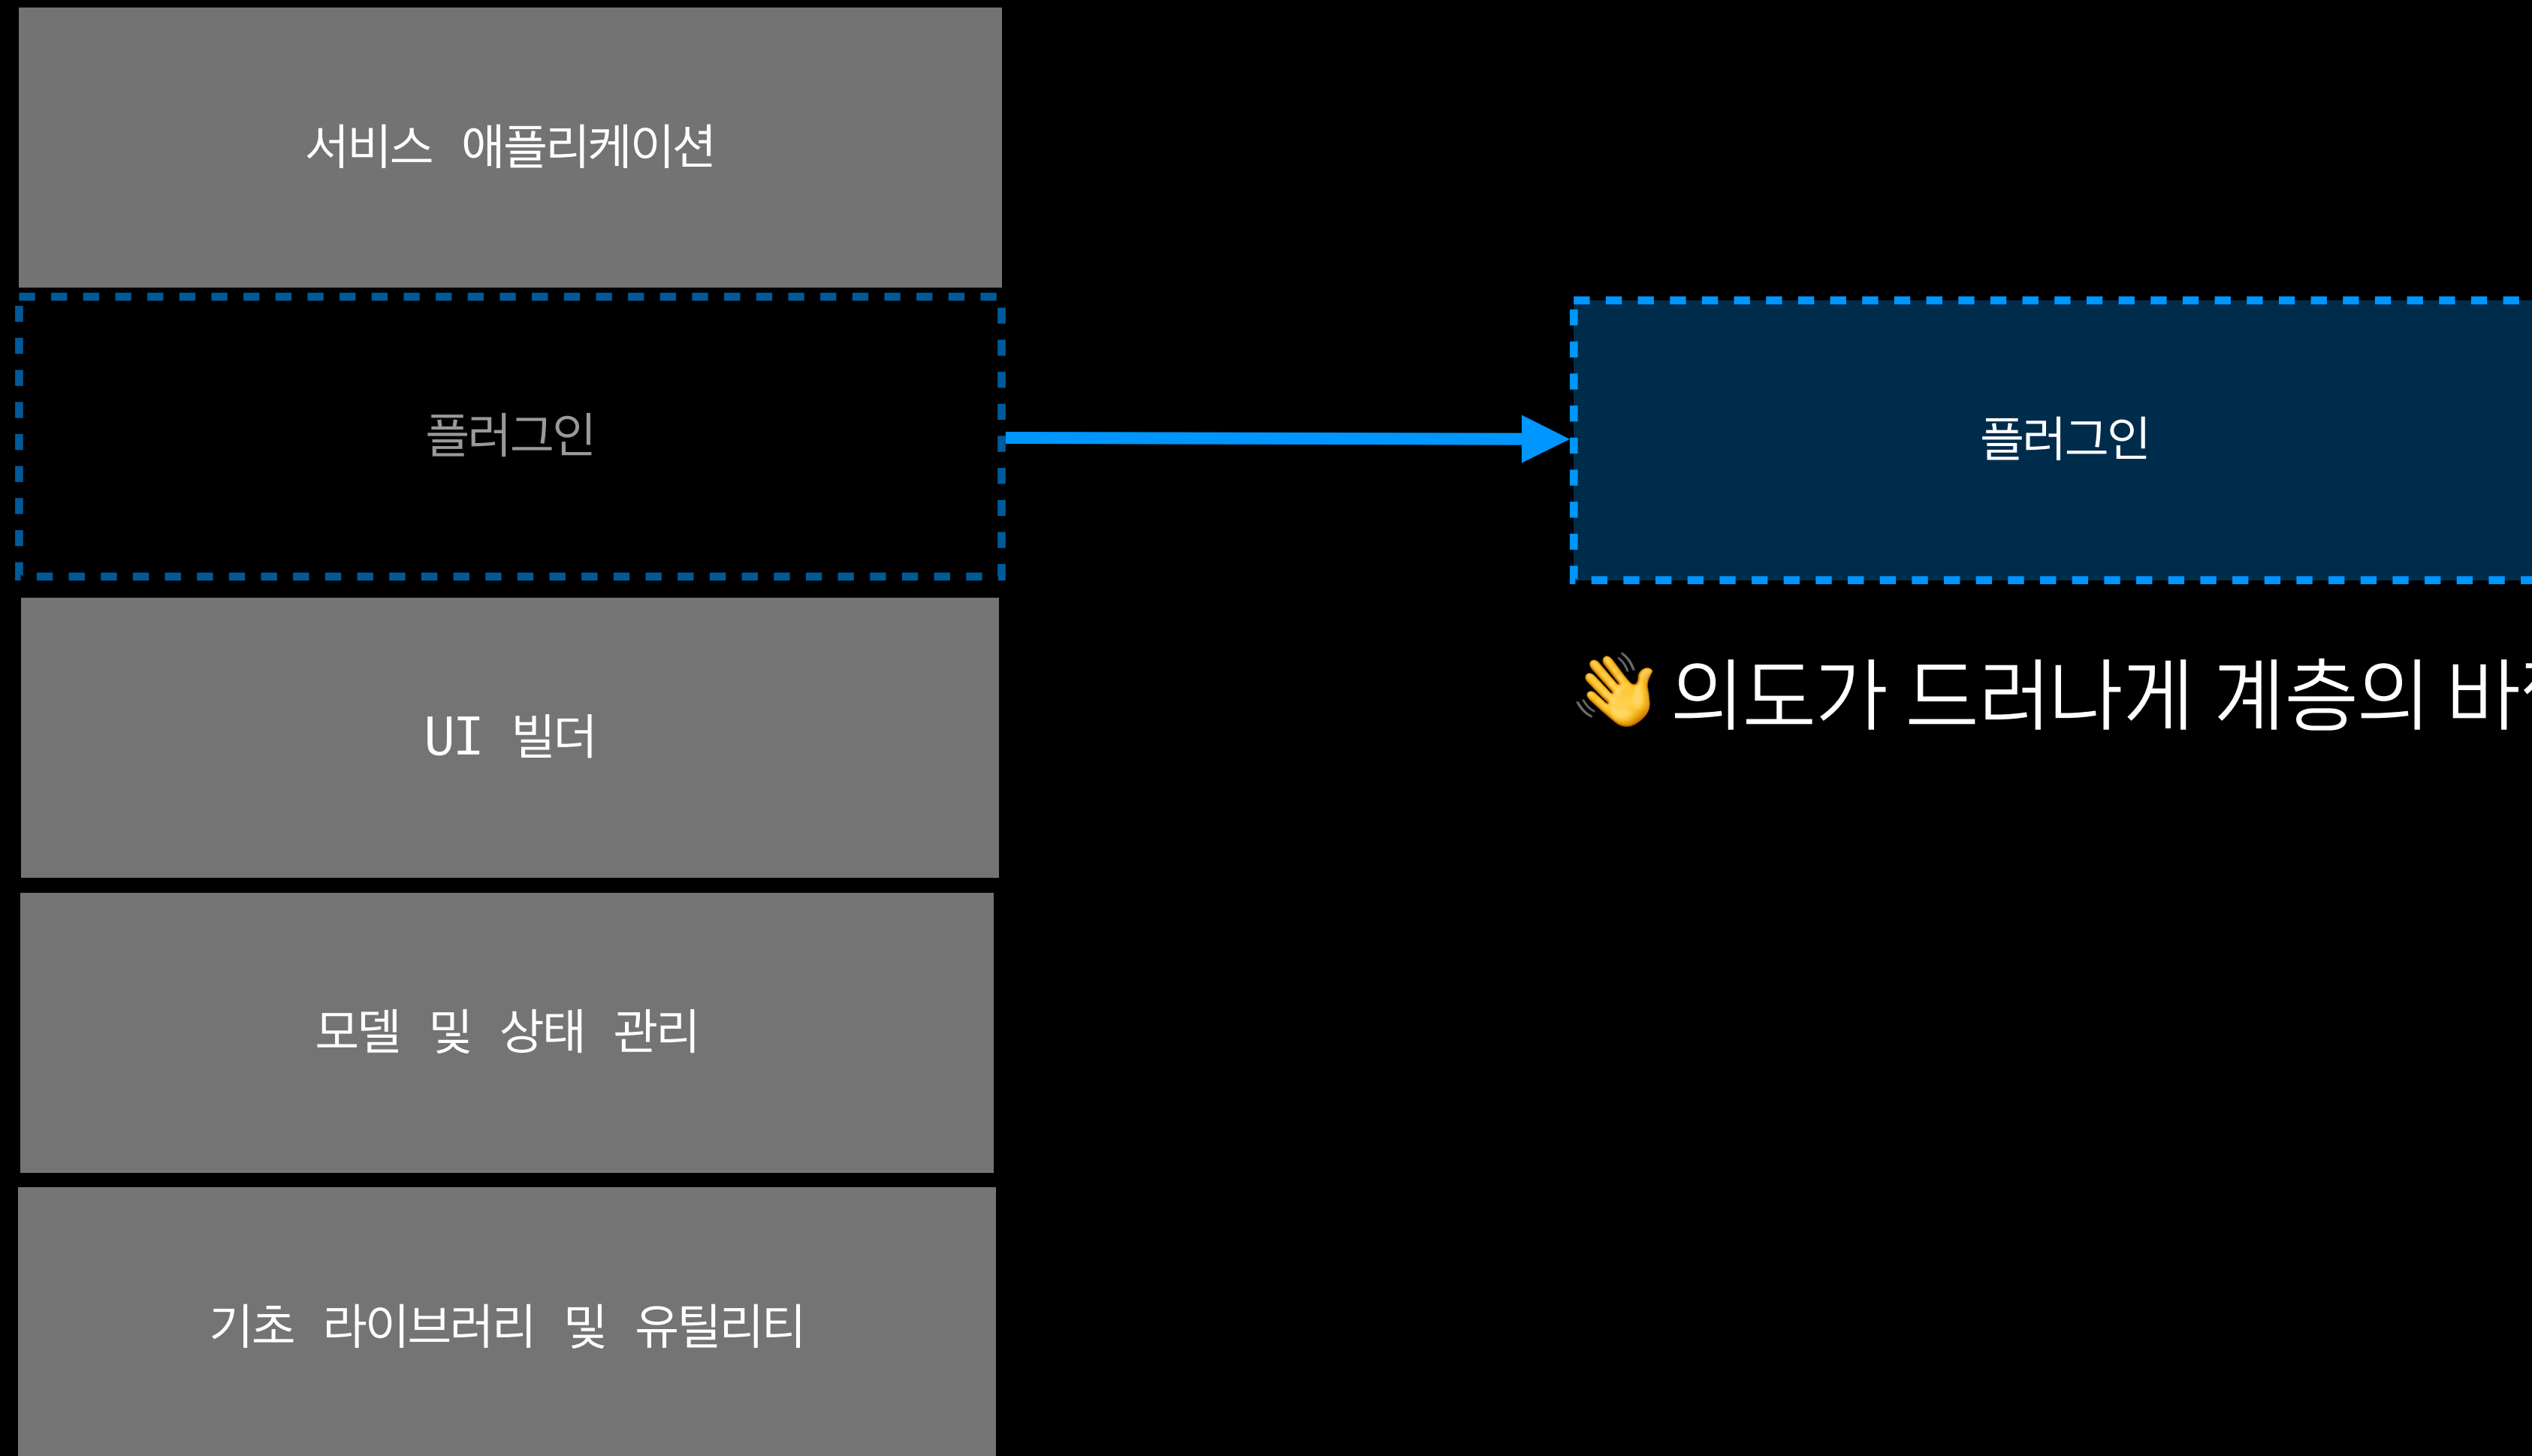 서비스 애플리케이션
플러그인
플러그인
UI 빌더
👋 의도가 드러나게 계층의
모델 및 상태 관리
기초 라이브러리 및 유틸리티